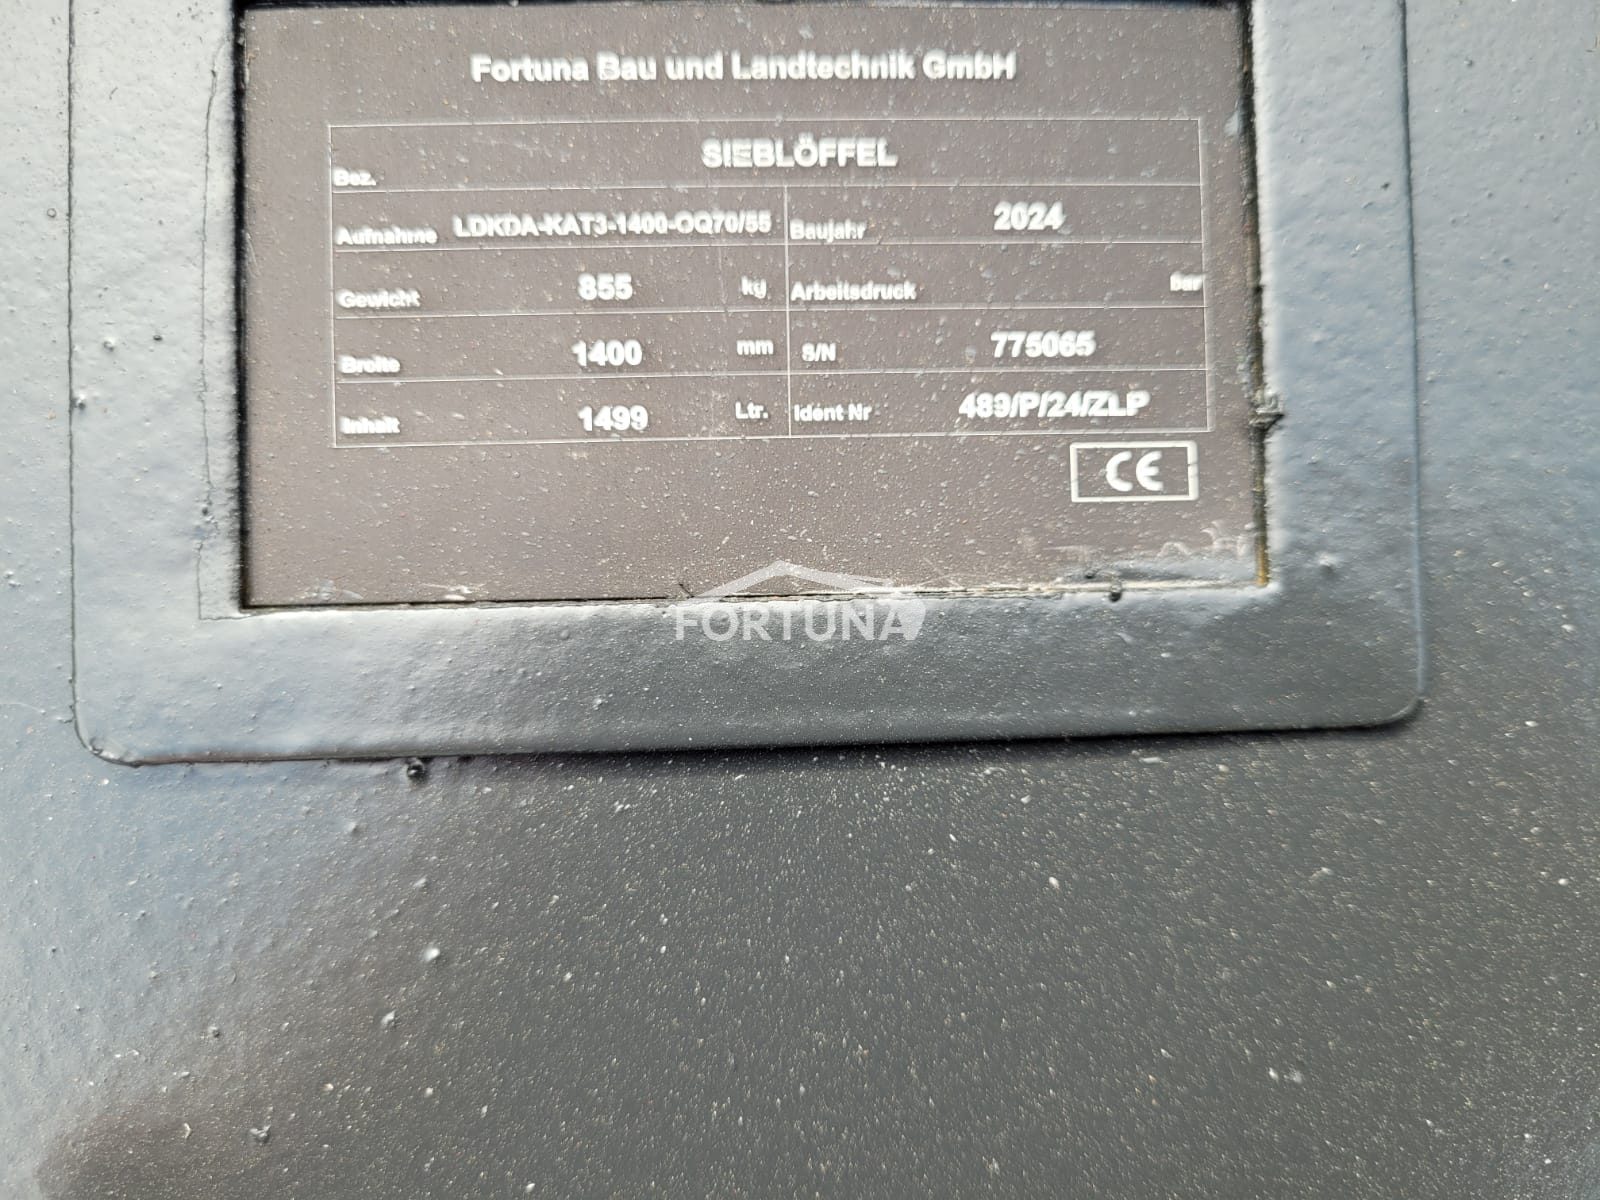 Fortuna Bau und Landtechnik GmbH
Bez. SIEBLÖFFEL
Aufnahme LDKDA-KAT3-1400-OQ70/55 Baujahr 2024
Gewicht 855 kg Arbeitsdruck bar
Breite 1400 mm S/N 775065
Inhalt 1499 Ltr. Ident Nr 489/P/24/ZLP
CE
FORTUNA